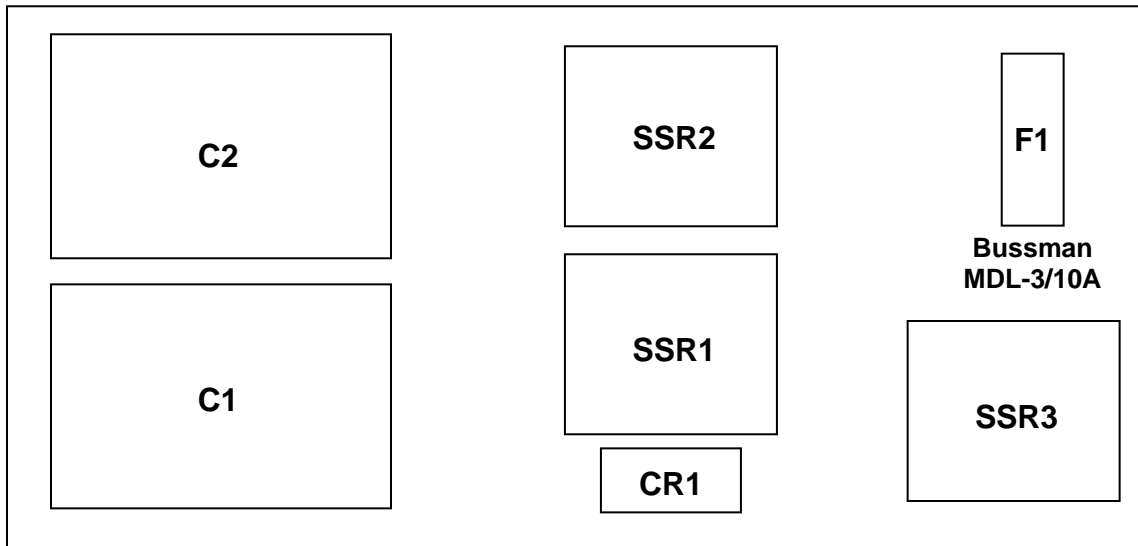 C2
SSR2
F1
Bussman
MDL-3/10A
C1
SSR1
SSR3
CR1